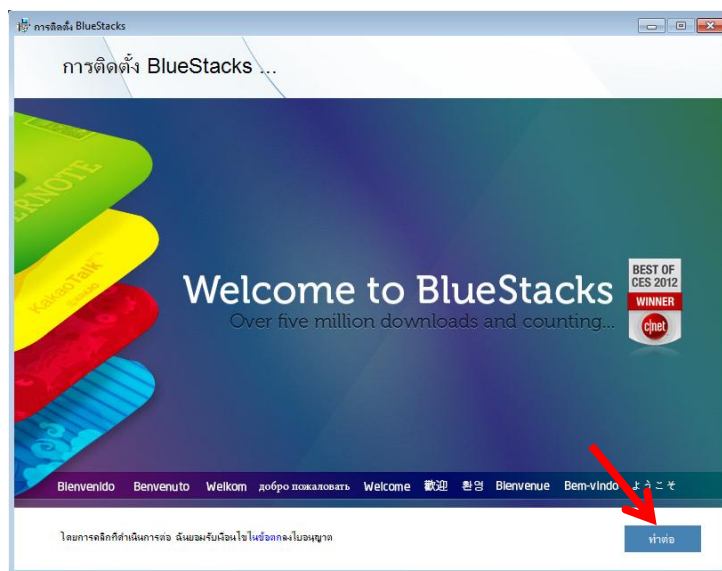 การติดตั้ง BlueStacks
การติดตั้ง BlueStacks ...
ERNOTE
KakaoTalk
KAKAO
Welcome to BlueStacks
Over five million downloads and counting...
BEST OF
CES 2012
WINNER
c|net
Bienvenido Benvenuto Welkom добро пожаловать Welcome 歡迎 환영 Bienvenue Bem-vindo ようこそ
โดยการคลิกที่ดำเนินการต่อ ฉันยอมรับเงื่อนไขในข้อตกลงใบอนุญาต
ทำต่อ